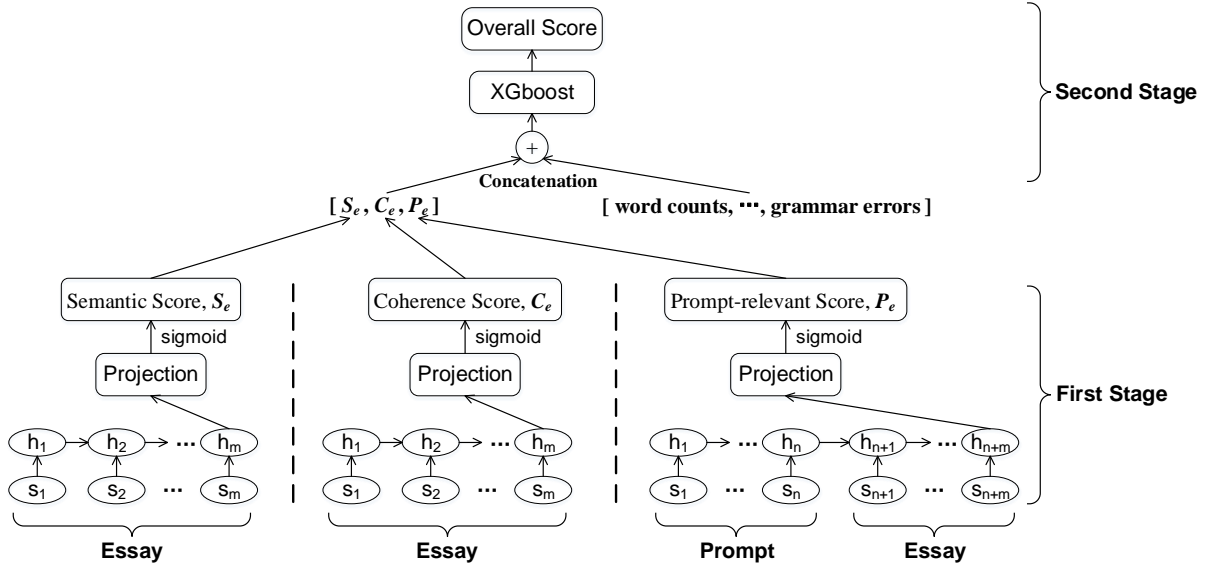 Overall Score
XGboost
Second Stage
+
Concatenation
[ Sₑ, Cₑ, Pₑ ]
[ word counts, ···, grammar errors ]
Semantic Score, Sₑ
Coherence Score, Cₑ
Prompt-relevant Score, Pₑ
sigmoid
sigmoid
sigmoid
Projection
Projection
Projection
First Stage
h₁ h₂ ··· hₘ
h₁ h₂ ··· hₘ
h₁ ··· hₙ hₙ₊₁ ··· hₙ₊ₘ
s₁ s₂ ··· sₘ
s₁ s₂ ··· sₘ
s₁ ··· sₙ sₙ₊₁ ··· sₙ₊ₘ
Essay
Essay
Prompt
Essay